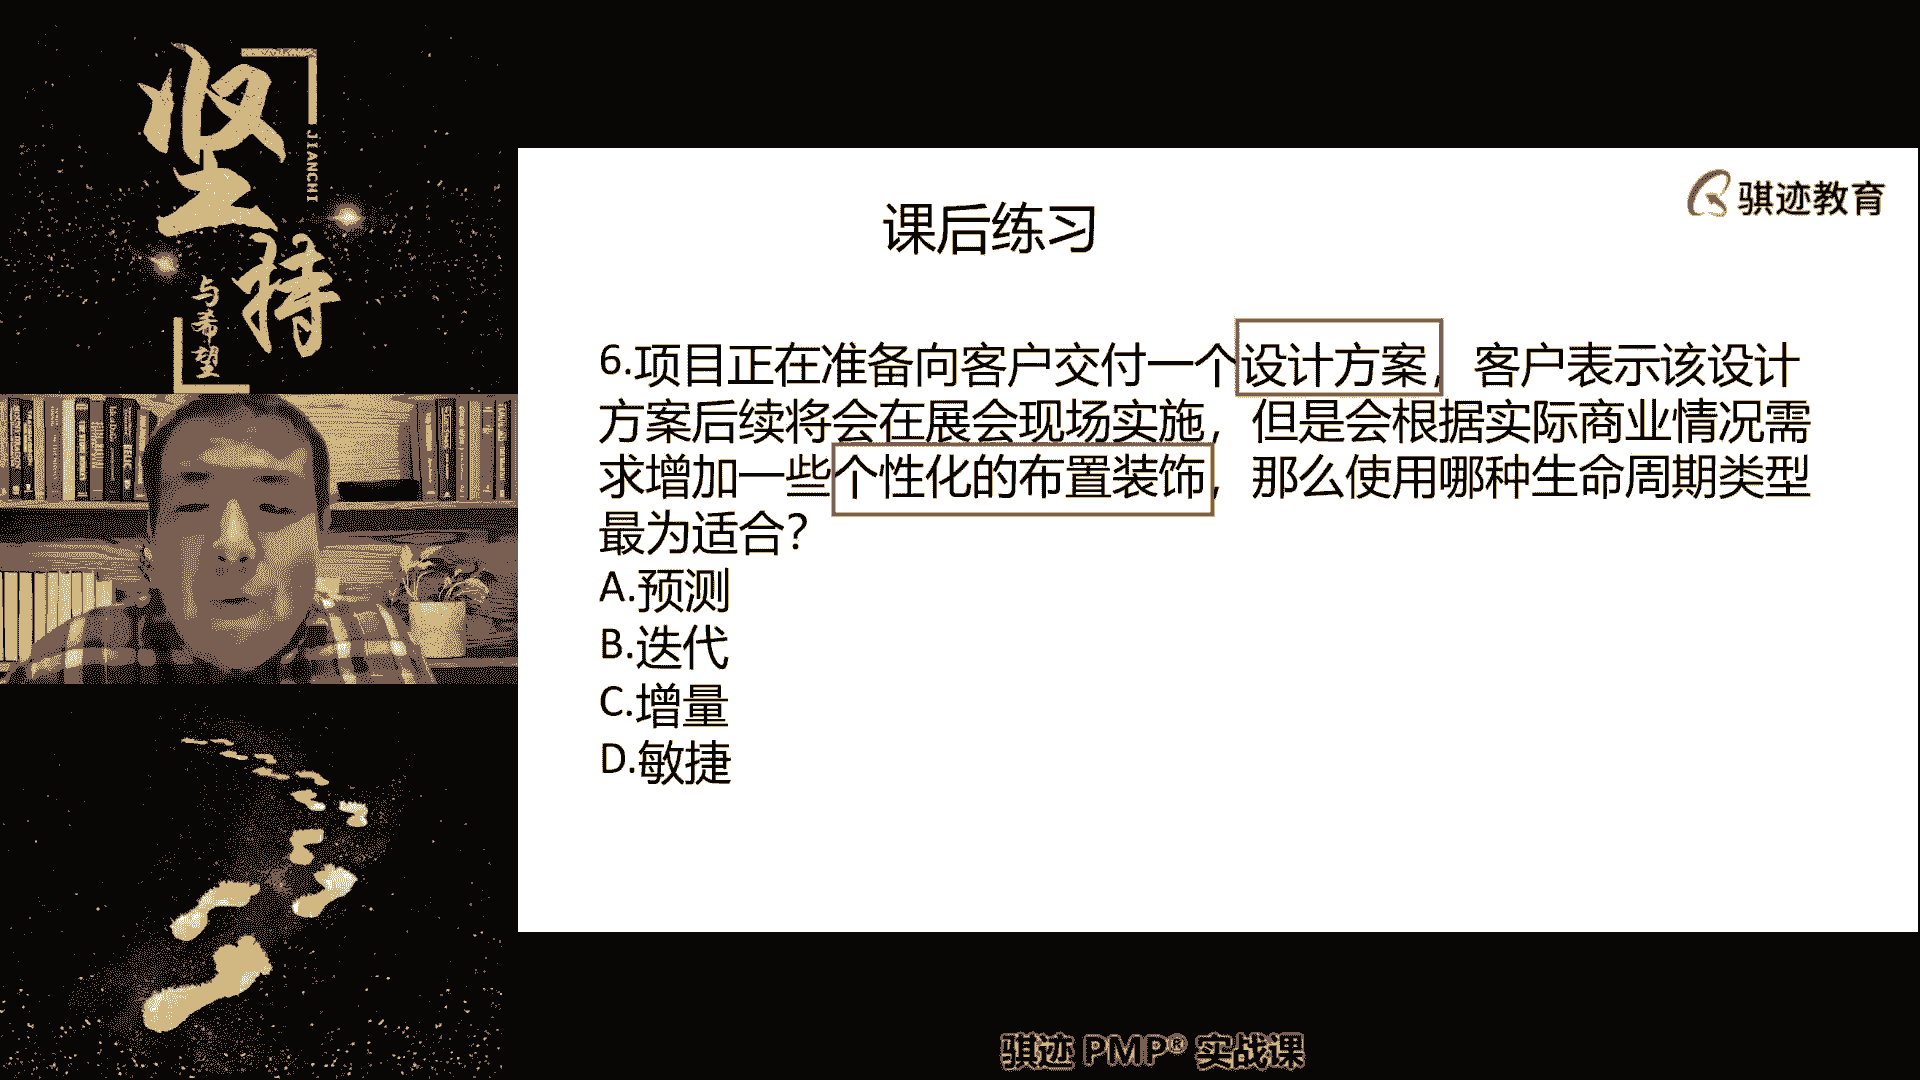 坚持
JIANCHI
与希望
骐迹教育
课后练习
6.项目正在准备向客户交付一个设计方案，客户表示该设计
方案后续将会在展会现场实施，但是会根据实际商业情况需
求增加一些个性化的布置装饰，那么使用哪种生命周期类型
最为适合？
A.预测
B.迭代
C.增量
D.敏捷
骐迹 PMP® 实战课